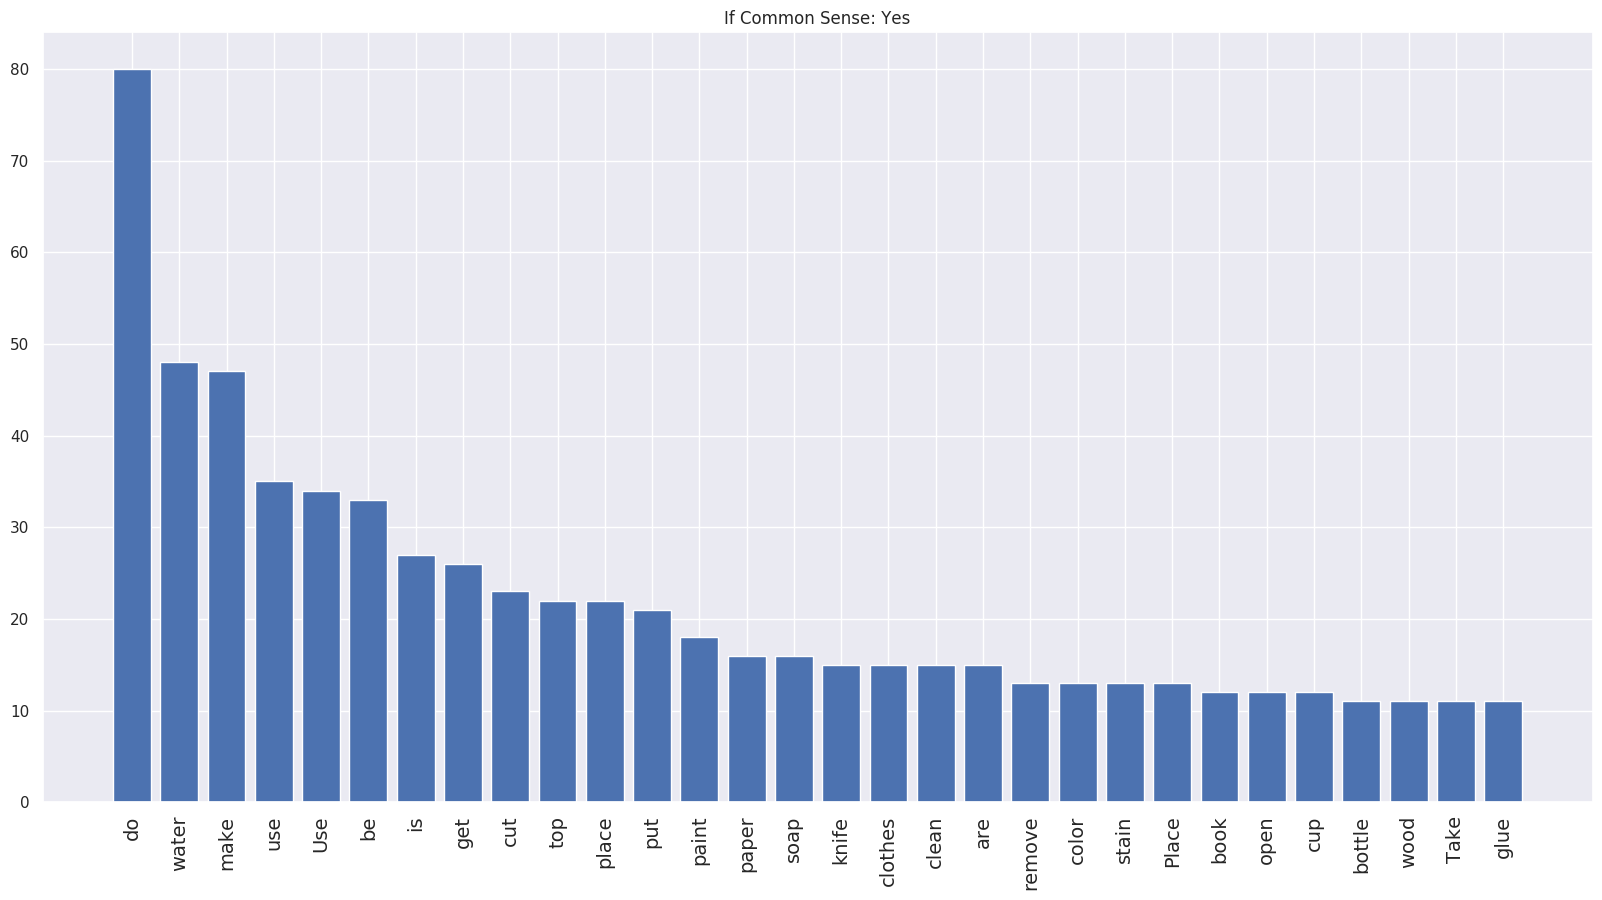 If Common Sense: Yes
80
70
60
50
40
30
20
10
0
do
water
make
use
Use
be
is
get
cut
top
place
put
paint
paper
soap
knife
clothes
clean
are
remove
color
stain
Place
book
open
cup
bottle
wood
Take
glue